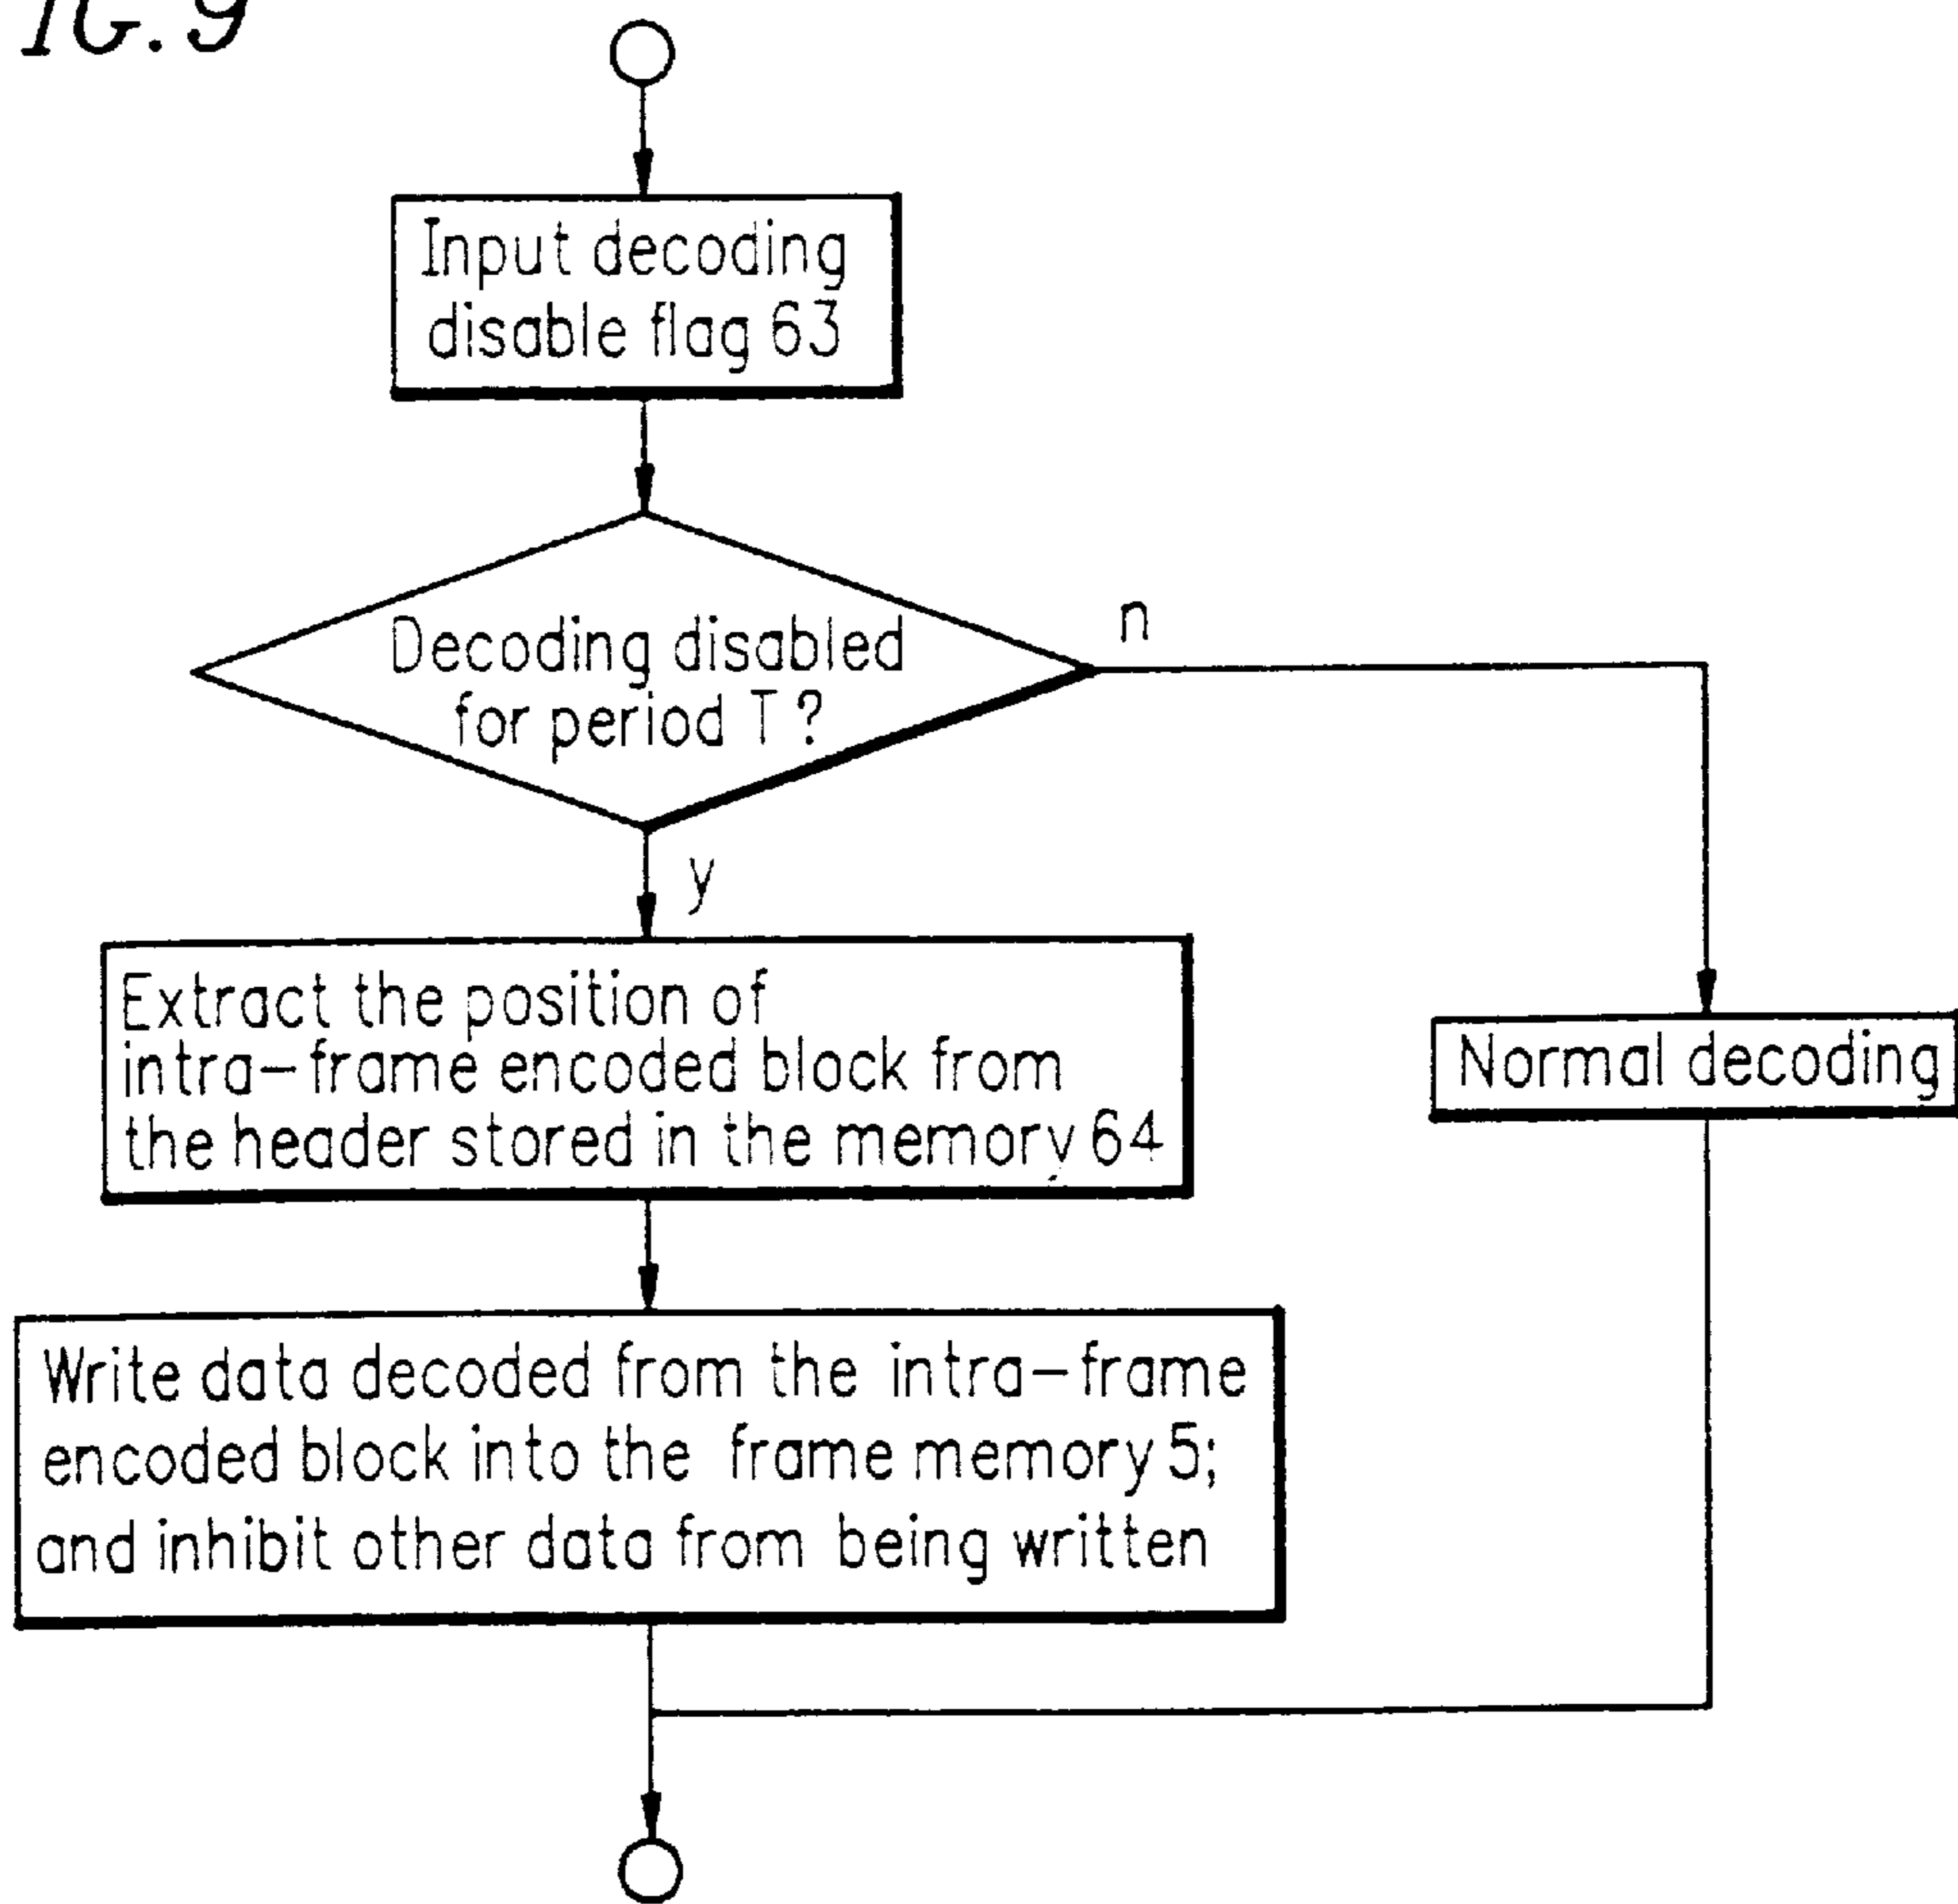 IG. 9
Input decoding
disable flag 63
Decoding disabled
for period T ?
n
y
Extract the position of
intra-frame encoded block from
the header stored in the memory 64
Normal decoding
Write data decoded from the intra-frame
encoded block into the frame memory 5;
and inhibit other data from being written